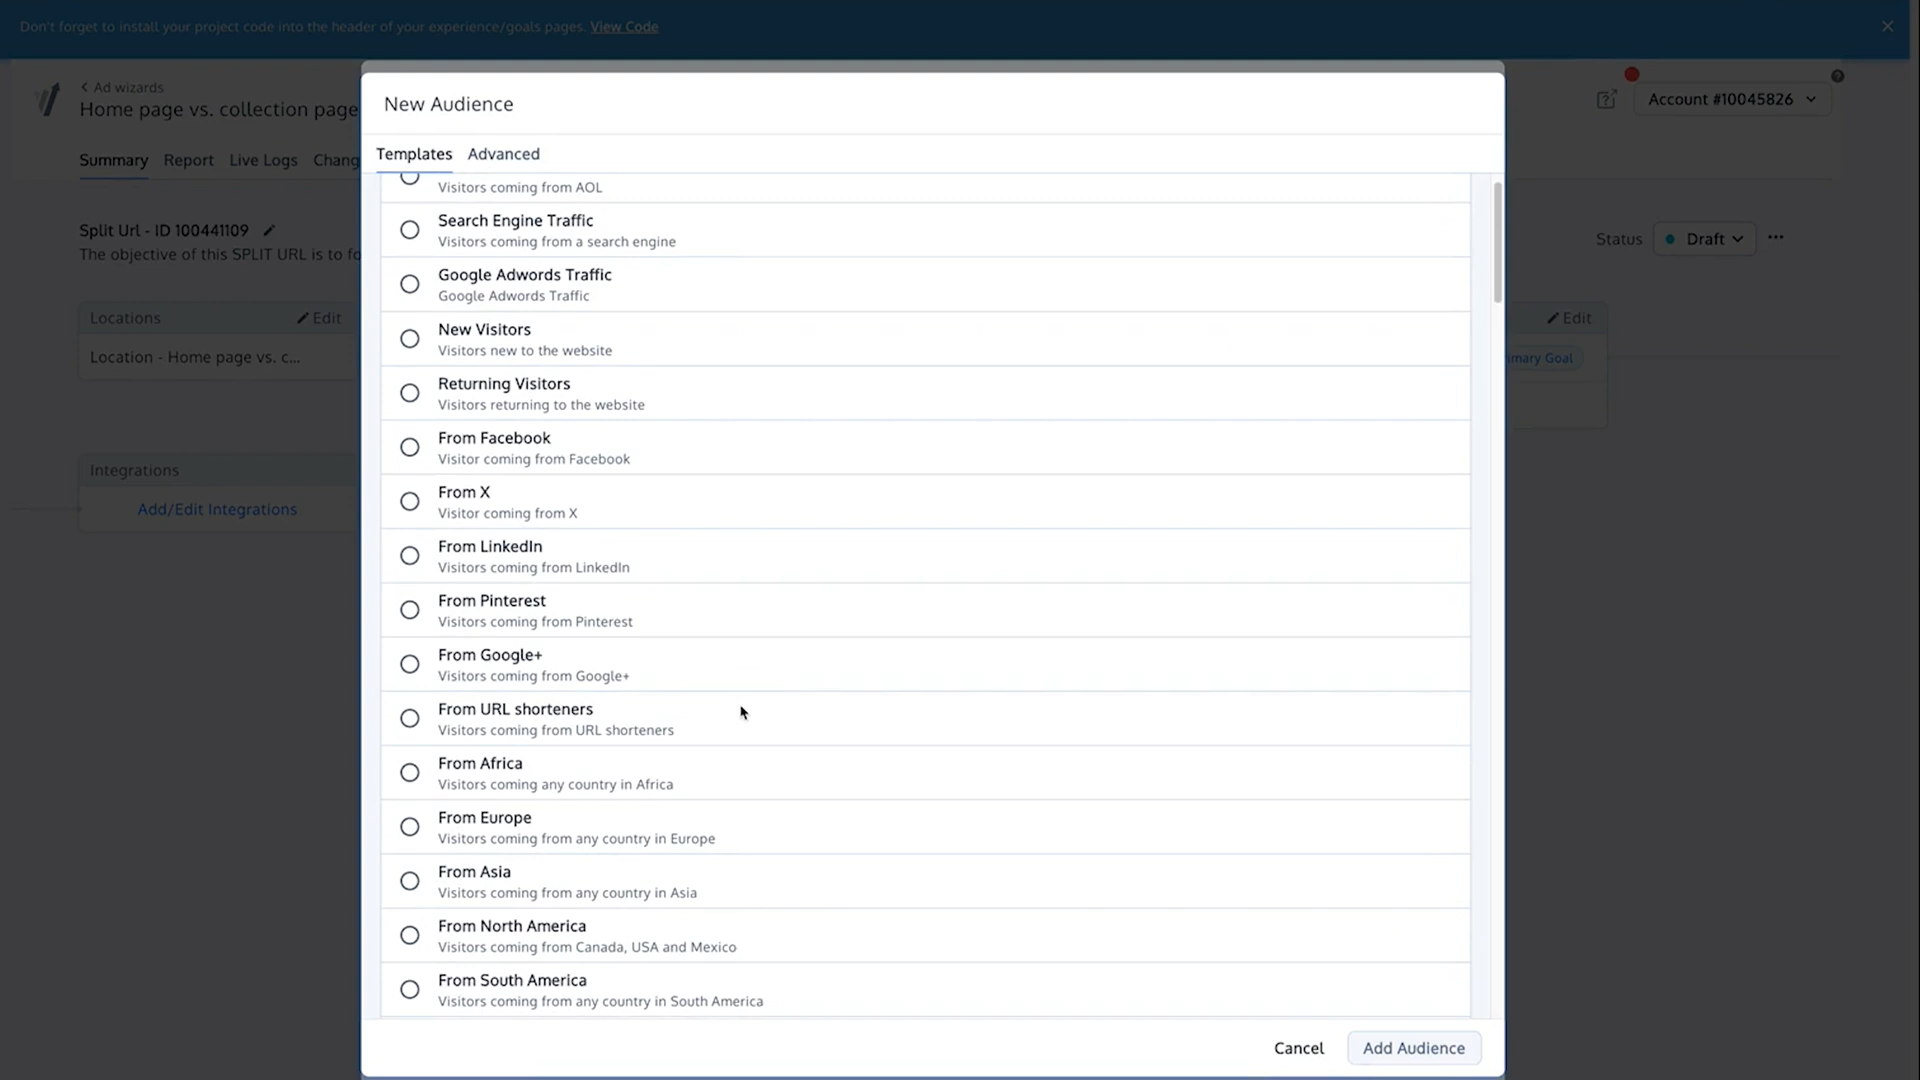 Don't forget to install your project code into the header of your experience/goals pages. View Code
Ad wizards
Home page vs. collection page
Account #10045826
Summary Report Live Logs Chang
Split Url - ID 100441109
The objective of this SPLIT URL is to fo
Status Draft
Locations Edit
Location - Home page vs. c...
Integrations
Add/Edit Integrations
Edit
mary Goal
New Audience
Templates Advanced
Visitors coming from AOL
Search Engine Traffic
Visitors coming from a search engine
Google Adwords Traffic
Google Adwords Traffic
New Visitors
Visitors new to the website
Returning Visitors
Visitors returning to the website
From Facebook
Visitor coming from Facebook
From X
Visitor coming from X
From LinkedIn
Visitors coming from LinkedIn
From Pinterest
Visitors coming from Pinterest
From Google+
Visitors coming from Google+
From URL shorteners
Visitors coming from URL shorteners
From Africa
Visitors coming any country in Africa
From Europe
Visitors coming from any country in Europe
From Asia
Visitors coming from any country in Asia
From North America
Visitors coming from Canada, USA and Mexico
From South America
Visitors coming from any country in South America
Cancel Add Audience